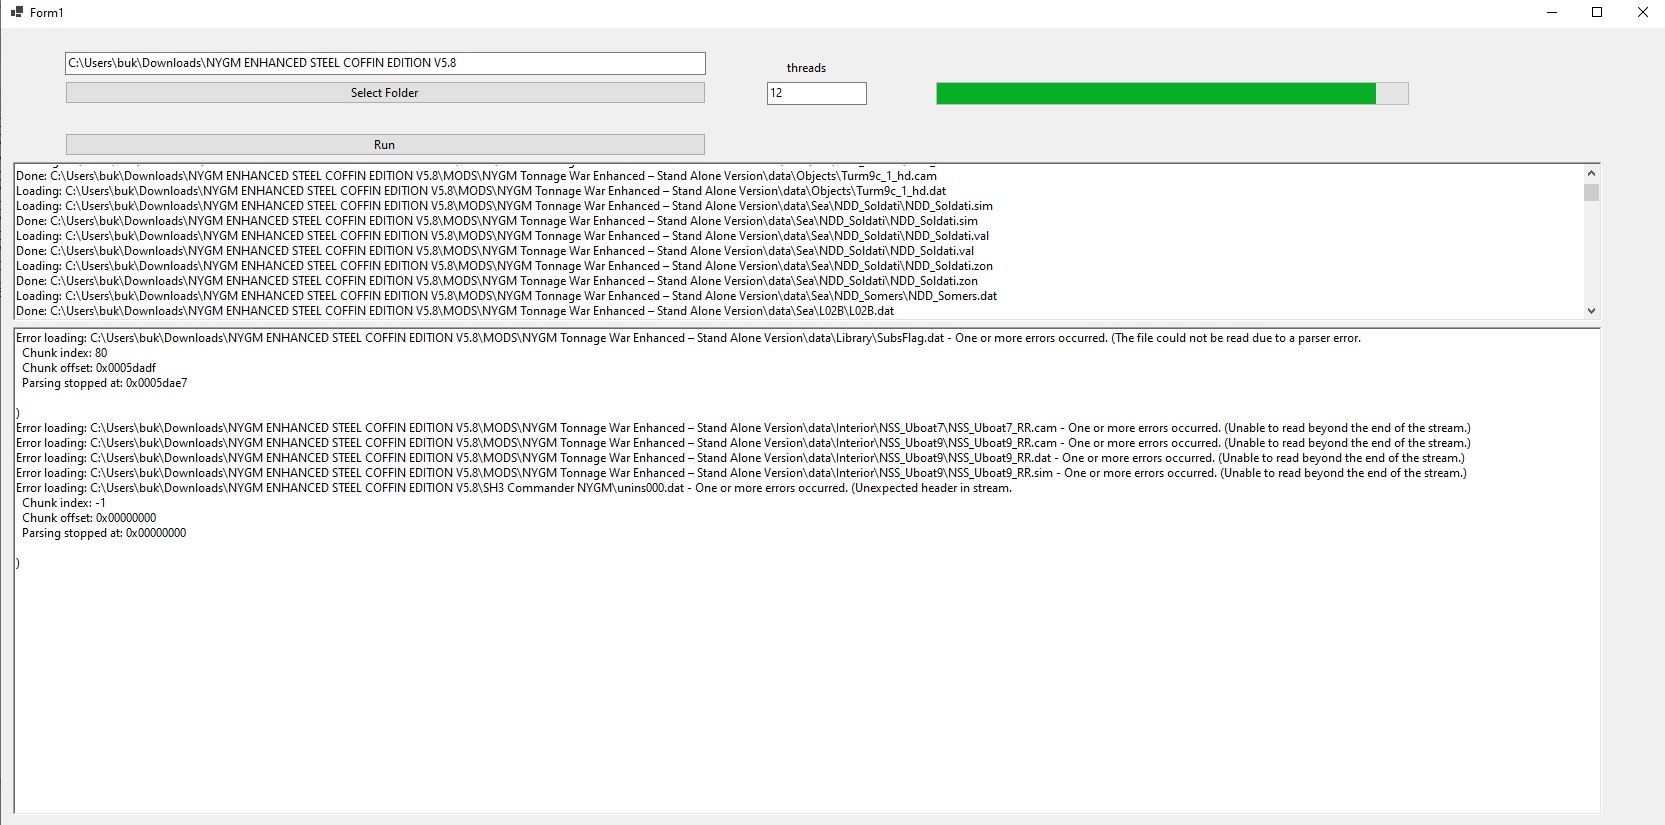 Form1
C:\Users\buk\Downloads\NYGM ENHANCED STEEL COFFIN EDITION V5.8
threads
Select Folder
12
Run
Done: C:\Users\buk\Downloads\NYGM ENHANCED STEEL COFFIN EDITION V5.8\MODS\NYGM Tonnage War Enhanced – Stand Alone Version\data\Objects\Turm9c_1_hd.cam
Loading: C:\Users\buk\Downloads\NYGM ENHANCED STEEL COFFIN EDITION V5.8\MODS\NYGM Tonnage War Enhanced – Stand Alone Version\data\Objects\Turm9c_1_hd.dat
Loading: C:\Users\buk\Downloads\NYGM ENHANCED STEEL COFFIN EDITION V5.8\MODS\NYGM Tonnage War Enhanced – Stand Alone Version\data\Sea\NDD_Soldati\NDD_Soldati.sim
Done: C:\Users\buk\Downloads\NYGM ENHANCED STEEL COFFIN EDITION V5.8\MODS\NYGM Tonnage War Enhanced – Stand Alone Version\data\Sea\NDD_Soldati\NDD_Soldati.sim
Loading: C:\Users\buk\Downloads\NYGM ENHANCED STEEL COFFIN EDITION V5.8\MODS\NYGM Tonnage War Enhanced – Stand Alone Version\data\Sea\NDD_Soldati\NDD_Soldati.val
Done: C:\Users\buk\Downloads\NYGM ENHANCED STEEL COFFIN EDITION V5.8\MODS\NYGM Tonnage War Enhanced – Stand Alone Version\data\Sea\NDD_Soldati\NDD_Soldati.val
Loading: C:\Users\buk\Downloads\NYGM ENHANCED STEEL COFFIN EDITION V5.8\MODS\NYGM Tonnage War Enhanced – Stand Alone Version\data\Sea\NDD_Soldati\NDD_Soldati.zon
Done: C:\Users\buk\Downloads\NYGM ENHANCED STEEL COFFIN EDITION V5.8\MODS\NYGM Tonnage War Enhanced – Stand Alone Version\data\Sea\NDD_Soldati\NDD_Soldati.zon
Loading: C:\Users\buk\Downloads\NYGM ENHANCED STEEL COFFIN EDITION V5.8\MODS\NYGM Tonnage War Enhanced – Stand Alone Version\data\Sea\NDD_Somers\NDD_Somers.dat
Done: C:\Users\buk\Downloads\NYGM ENHANCED STEEL COFFIN EDITION V5.8\MODS\NYGM Tonnage War Enhanced – Stand Alone Version\data\Sea\L02B\L02B.dat
Error loading: C:\Users\buk\Downloads\NYGM ENHANCED STEEL COFFIN EDITION V5.8\MODS\NYGM Tonnage War Enhanced – Stand Alone Version\data\Library\SubsFlag.dat - One or more errors occurred. (The file could not be read due to a parser error.
Chunk index: 80
Chunk offset: 0x0005dadf
Parsing stopped at: 0x0005dae7
)
Error loading: C:\Users\buk\Downloads\NYGM ENHANCED STEEL COFFIN EDITION V5.8\MODS\NYGM Tonnage War Enhanced – Stand Alone Version\data\Interior\NSS_Uboat7\NSS_Uboat7_RR.cam - One or more errors occurred. (Unable to read beyond the end of the stream.)
Error loading: C:\Users\buk\Downloads\NYGM ENHANCED STEEL COFFIN EDITION V5.8\MODS\NYGM Tonnage War Enhanced – Stand Alone Version\data\Interior\NSS_Uboat9\NSS_Uboat9_RR.cam - One or more errors occurred. (Unable to read beyond the end of the stream.)
Error loading: C:\Users\buk\Downloads\NYGM ENHANCED STEEL COFFIN EDITION V5.8\MODS\NYGM Tonnage War Enhanced – Stand Alone Version\data\Interior\NSS_Uboat9\NSS_Uboat9_RR.dat - One or more errors occurred. (Unable to read beyond the end of the stream.)
Error loading: C:\Users\buk\Downloads\NYGM ENHANCED STEEL COFFIN EDITION V5.8\MODS\NYGM Tonnage War Enhanced – Stand Alone Version\data\Interior\NSS_Uboat9\NSS_Uboat9_RR.sim - One or more errors occurred. (Unable to read beyond the end of the stream.)
Error loading: C:\Users\buk\Downloads\NYGM ENHANCED STEEL COFFIN EDITION V5.8\SH3 Commander NYGM\unins000.dat - One or more errors occurred. (Unexpected header in stream.
Chunk index: -1
Chunk offset: 0x00000000
Parsing stopped at: 0x00000000
)